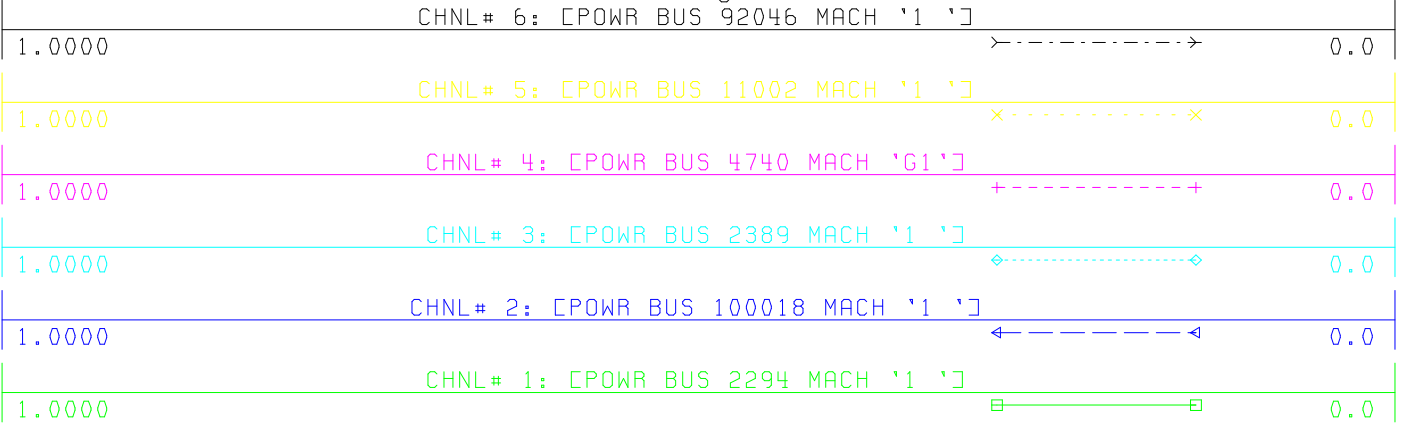 CHNL# 6: [POWR BUS 92046 MACH '1 ']
1.0000 0.0
CHNL# 5: [POWR BUS 11002 MACH '1 ']
1.0000 0.0
CHNL# 4: [POWR BUS 4740 MACH 'G1']
1.0000 0.0
CHNL# 3: [POWR BUS 2389 MACH '1 ']
1.0000 0.0
CHNL# 2: [POWR BUS 100018 MACH '1 ']
1.0000 0.0
CHNL# 1: [POWR BUS 2294 MACH '1 ']
1.0000 0.0